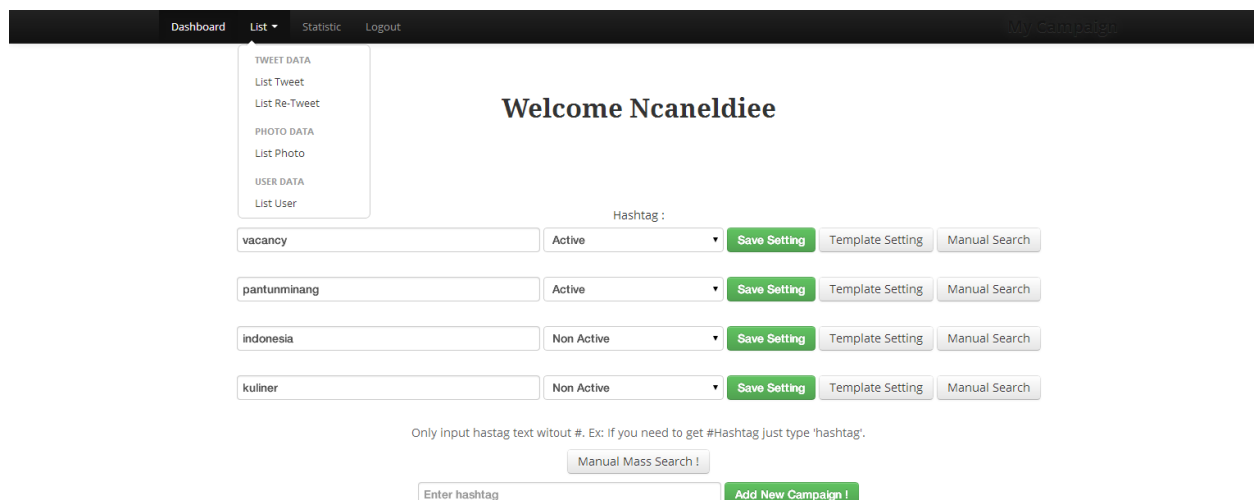 Dashboard List Statistic Logout My Campaign
TWEET DATA
List Tweet
List Re-Tweet
PHOTO DATA
List Photo
USER DATA
List User
Welcome Ncaneldiee
Hashtag :
vacancy Active Save Setting Template Setting Manual Search
pantunminang Active Save Setting Template Setting Manual Search
indonesia Non Active Save Setting Template Setting Manual Search
kuliner Non Active Save Setting Template Setting Manual Search
Only input hastag text witout #. Ex: If you need to get #Hashtag just type 'hashtag'.
Manual Mass Search !
Enter hashtag Add New Campaign !